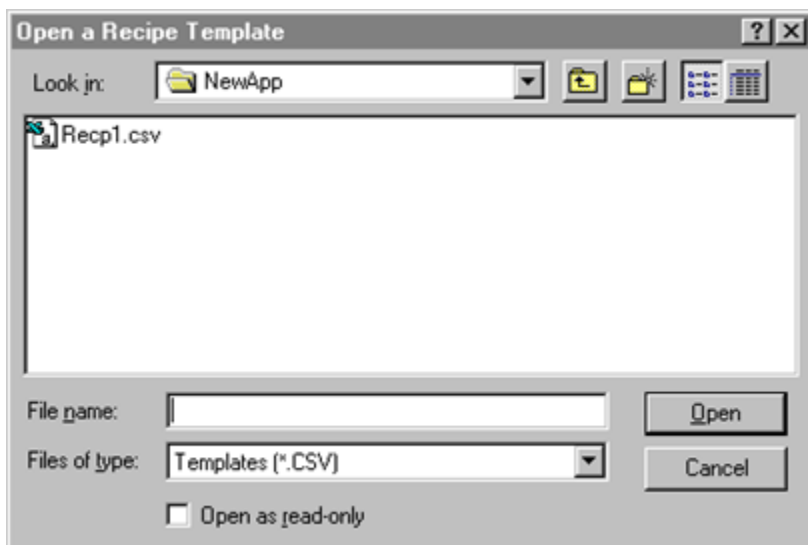 Open a Recipe Template
Look in: NewApp
Recp1.csv
File name: Open
Files of type: Templates (*.CSV) Cancel
Open as read-only